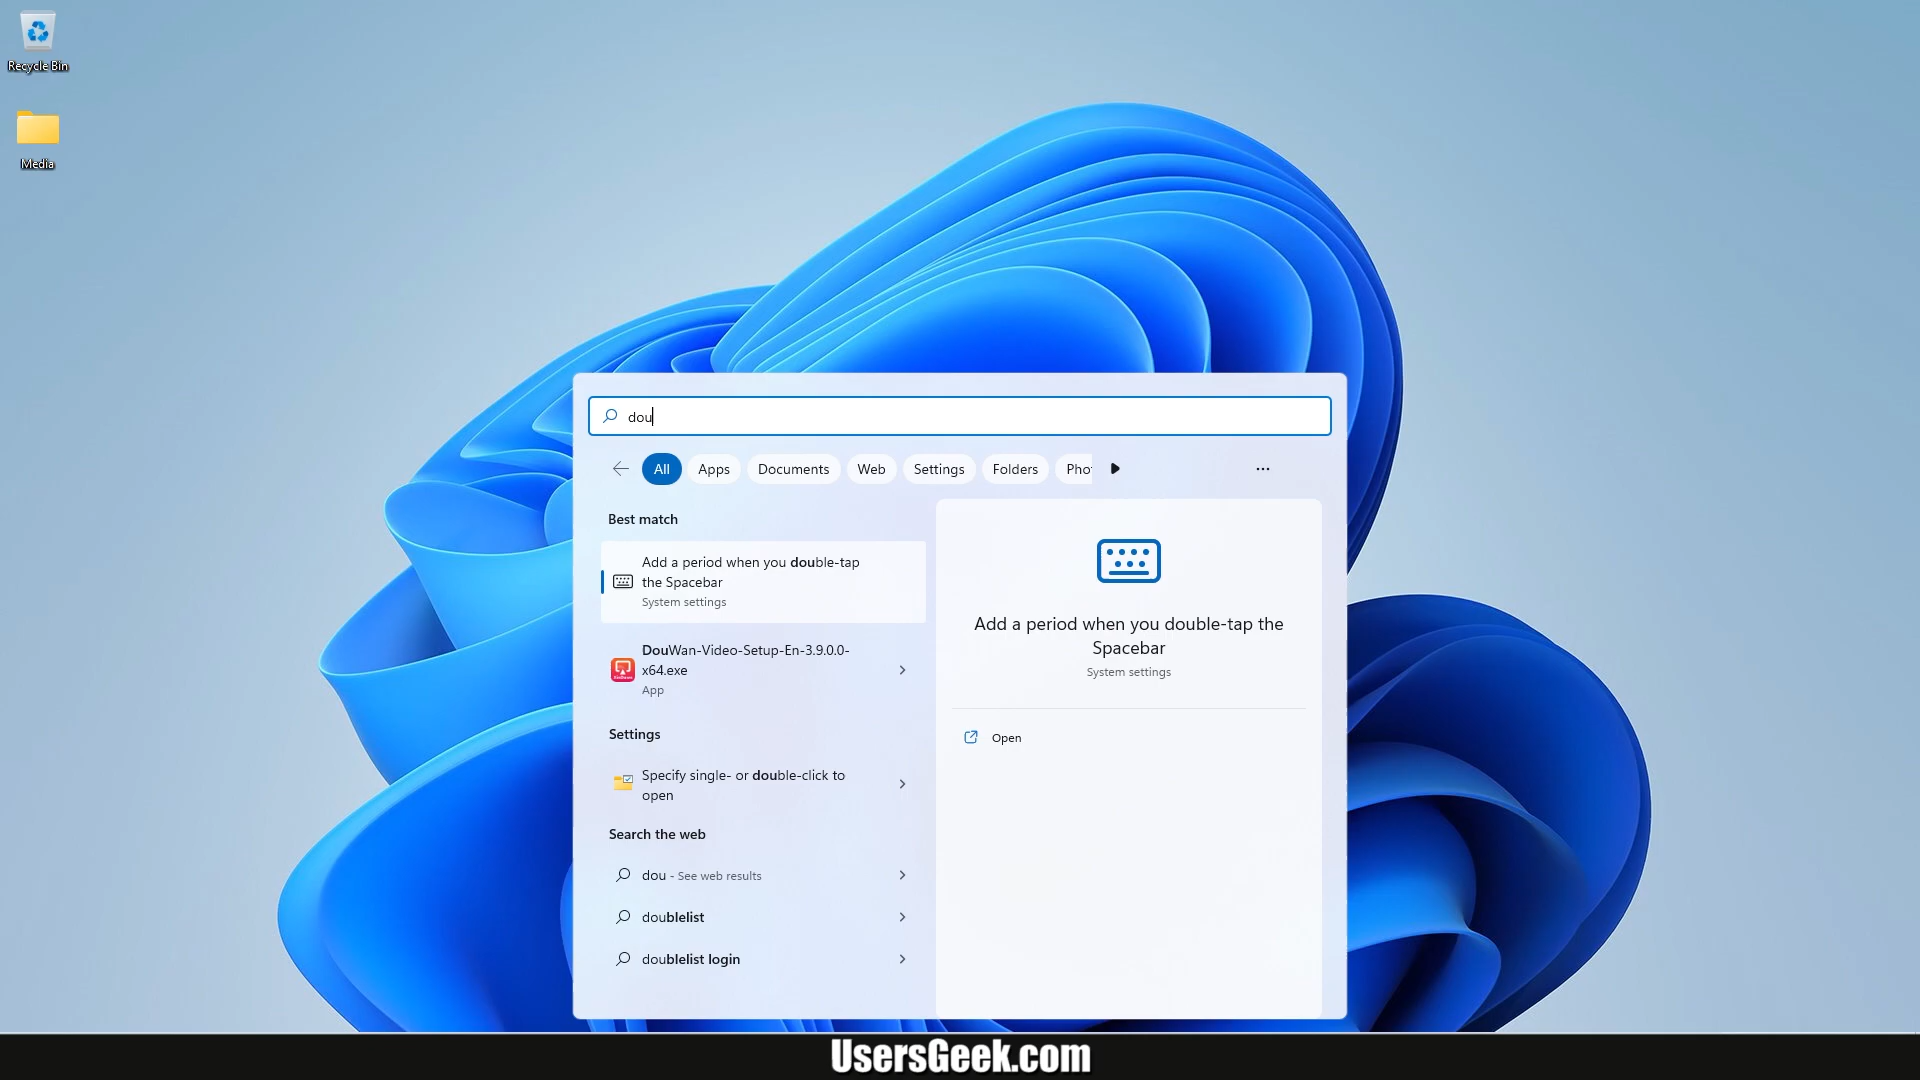 Recycle Bin
Media
dou
All Apps Documents Web Settings Folders Pho
Best match
Add a period when you double-tap
the Spacebar
System settings
DouWan-Video-Setup-En-3.9.0.0-
x64.exe
App
Settings
Specify single- or double-click to
open
Search the web
dou - See web results
doublelist
doublelist login
Add a period when you double-tap the
Spacebar
System settings
Open
UsersGeek.com